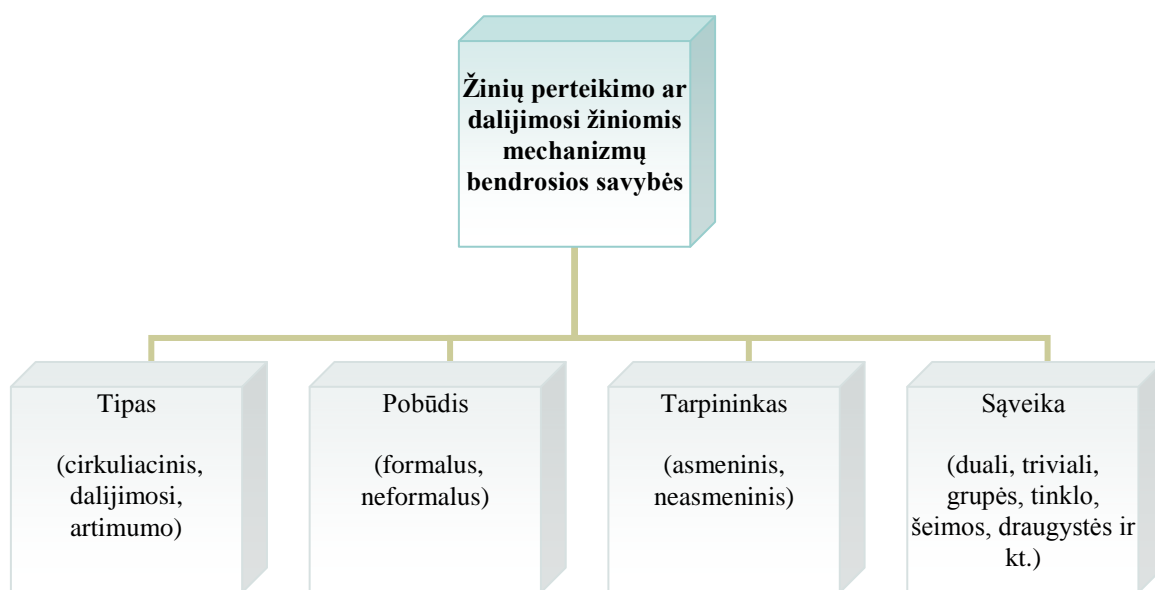 Žinių perteikimo ar
dalijimosi žiniomis
mechanizmų
bendrosios savybės
Tipas
(cirkuliacinis,
dalijimosi,
artimumo)
Pobūdis
(formalus,
neformalus)
Tarpininkas
(asmeninis,
neasmeninis)
Sąveika
(duali, triviali,
grupės, tinklo,
šeimos, draugystės ir
kt.)